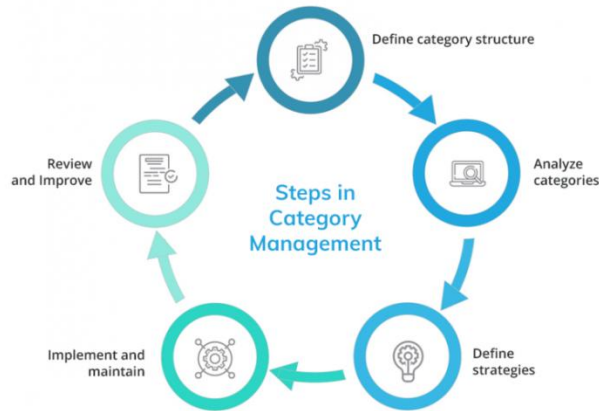 Define category structure
Analyze
categories
Define
strategies
Implement and
maintain
Review
and Improve
Steps in
Category
Management